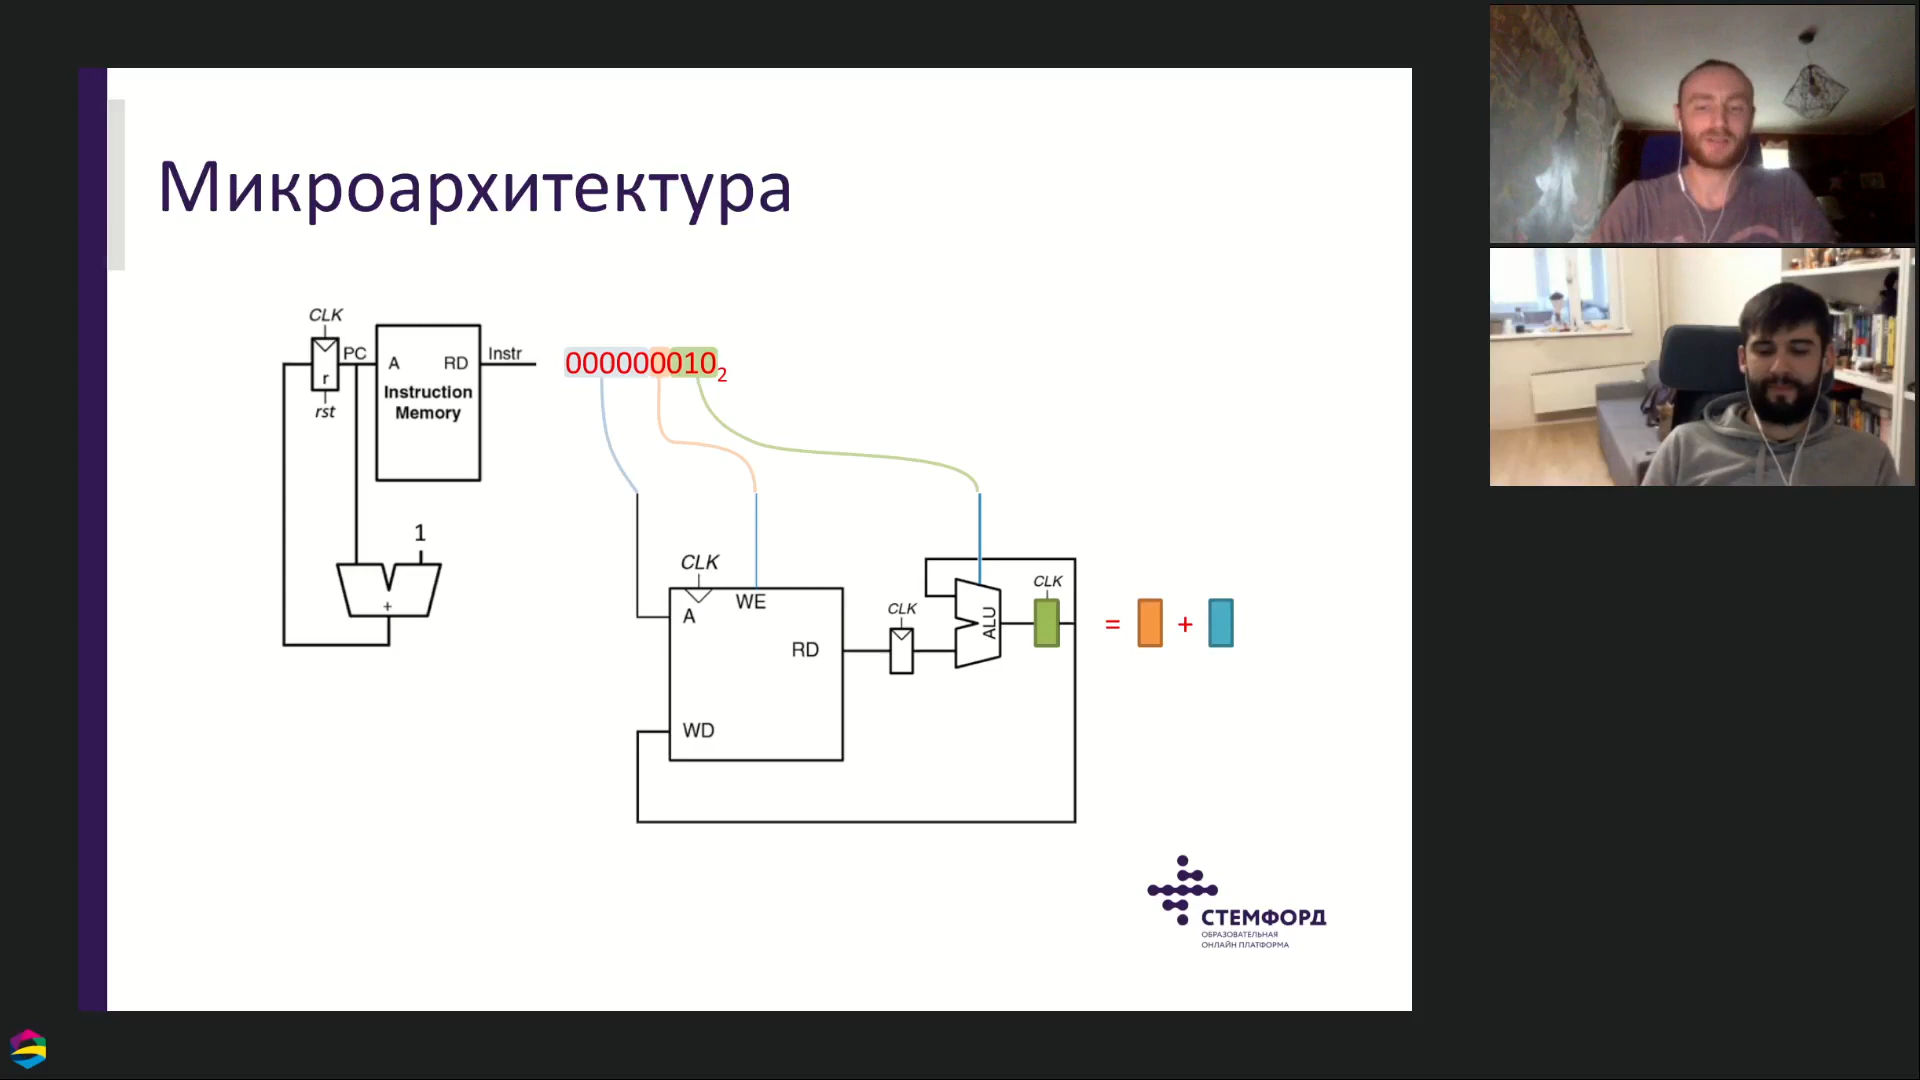 Микроархитектура
CLK
PC
r
rst
A RD
Instruction
Memory
Instr
0000000102
1
+
CLK
A
WE
RD
WD
CLK
ALU
CLK
= +
СТЕМФОРД
ОБРАЗОВАТЕЛЬНАЯ
ОНЛАЙН ПЛАТФОРМА